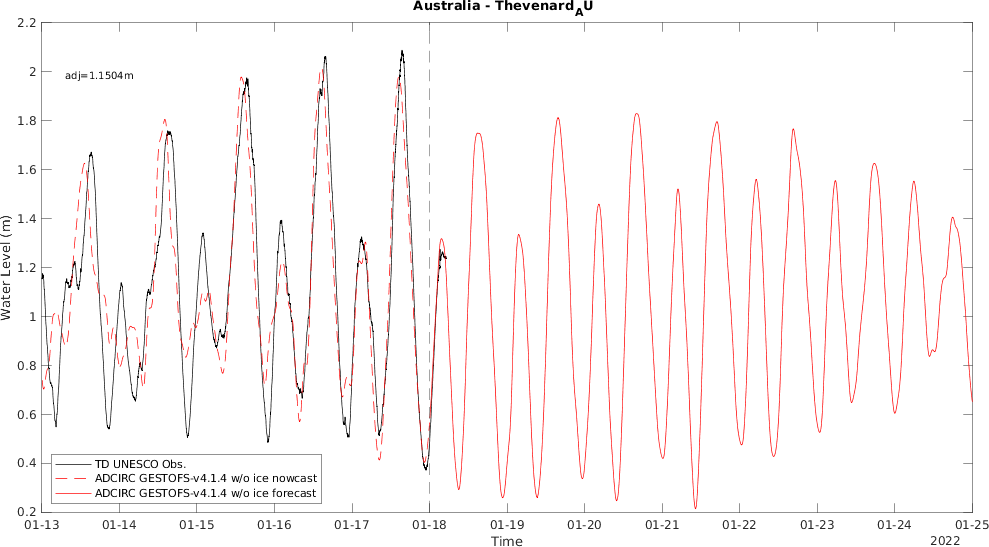 Australia - Thevenard_AU
2.2
2
1.8
1.6
1.4
1.2
1
0.8
0.6
0.4
0.2
Water Level (m)
adj=1.1504m
TD UNESCO Obs.
ADCIRC GESTOFS-v4.1.4 w/o ice nowcast
ADCIRC GESTOFS-v4.1.4 w/o ice forecast
01-13 01-14 01-15 01-16 01-17 01-18 01-19 01-20 01-21 01-22 01-23 01-24 01-25
Time
2022